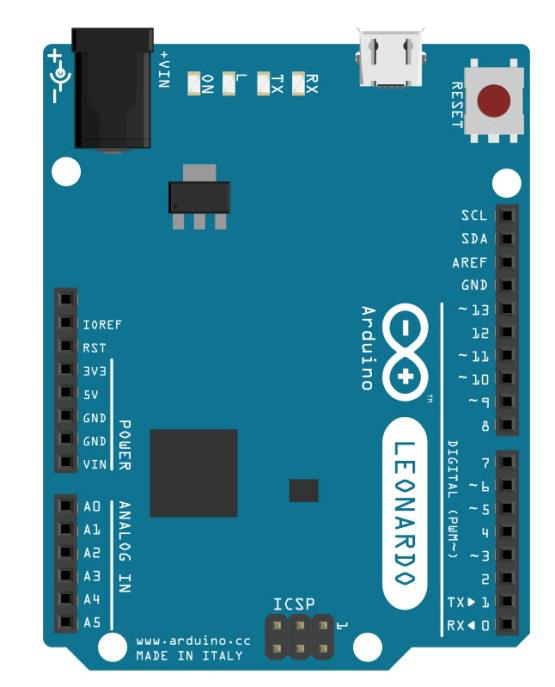 + -
+VIN
ON
L
TX
RX
RESET
SCL
SDA
AREF
GND
~13
12
~11
~10
~9
8
7
~6
~5
4
~3
2
TX▶ 1
RX◀ 0
DIGITAL (PWM~)
Arduino
- +
TM
LEONARDO
IOREF
RST
3V3
5V
GND
GND
VIN
POWER
A0
A1
A2
A3
A4
A5
ANALOG IN
ICSP
1
www.arduino.cc
MADE IN ITALY